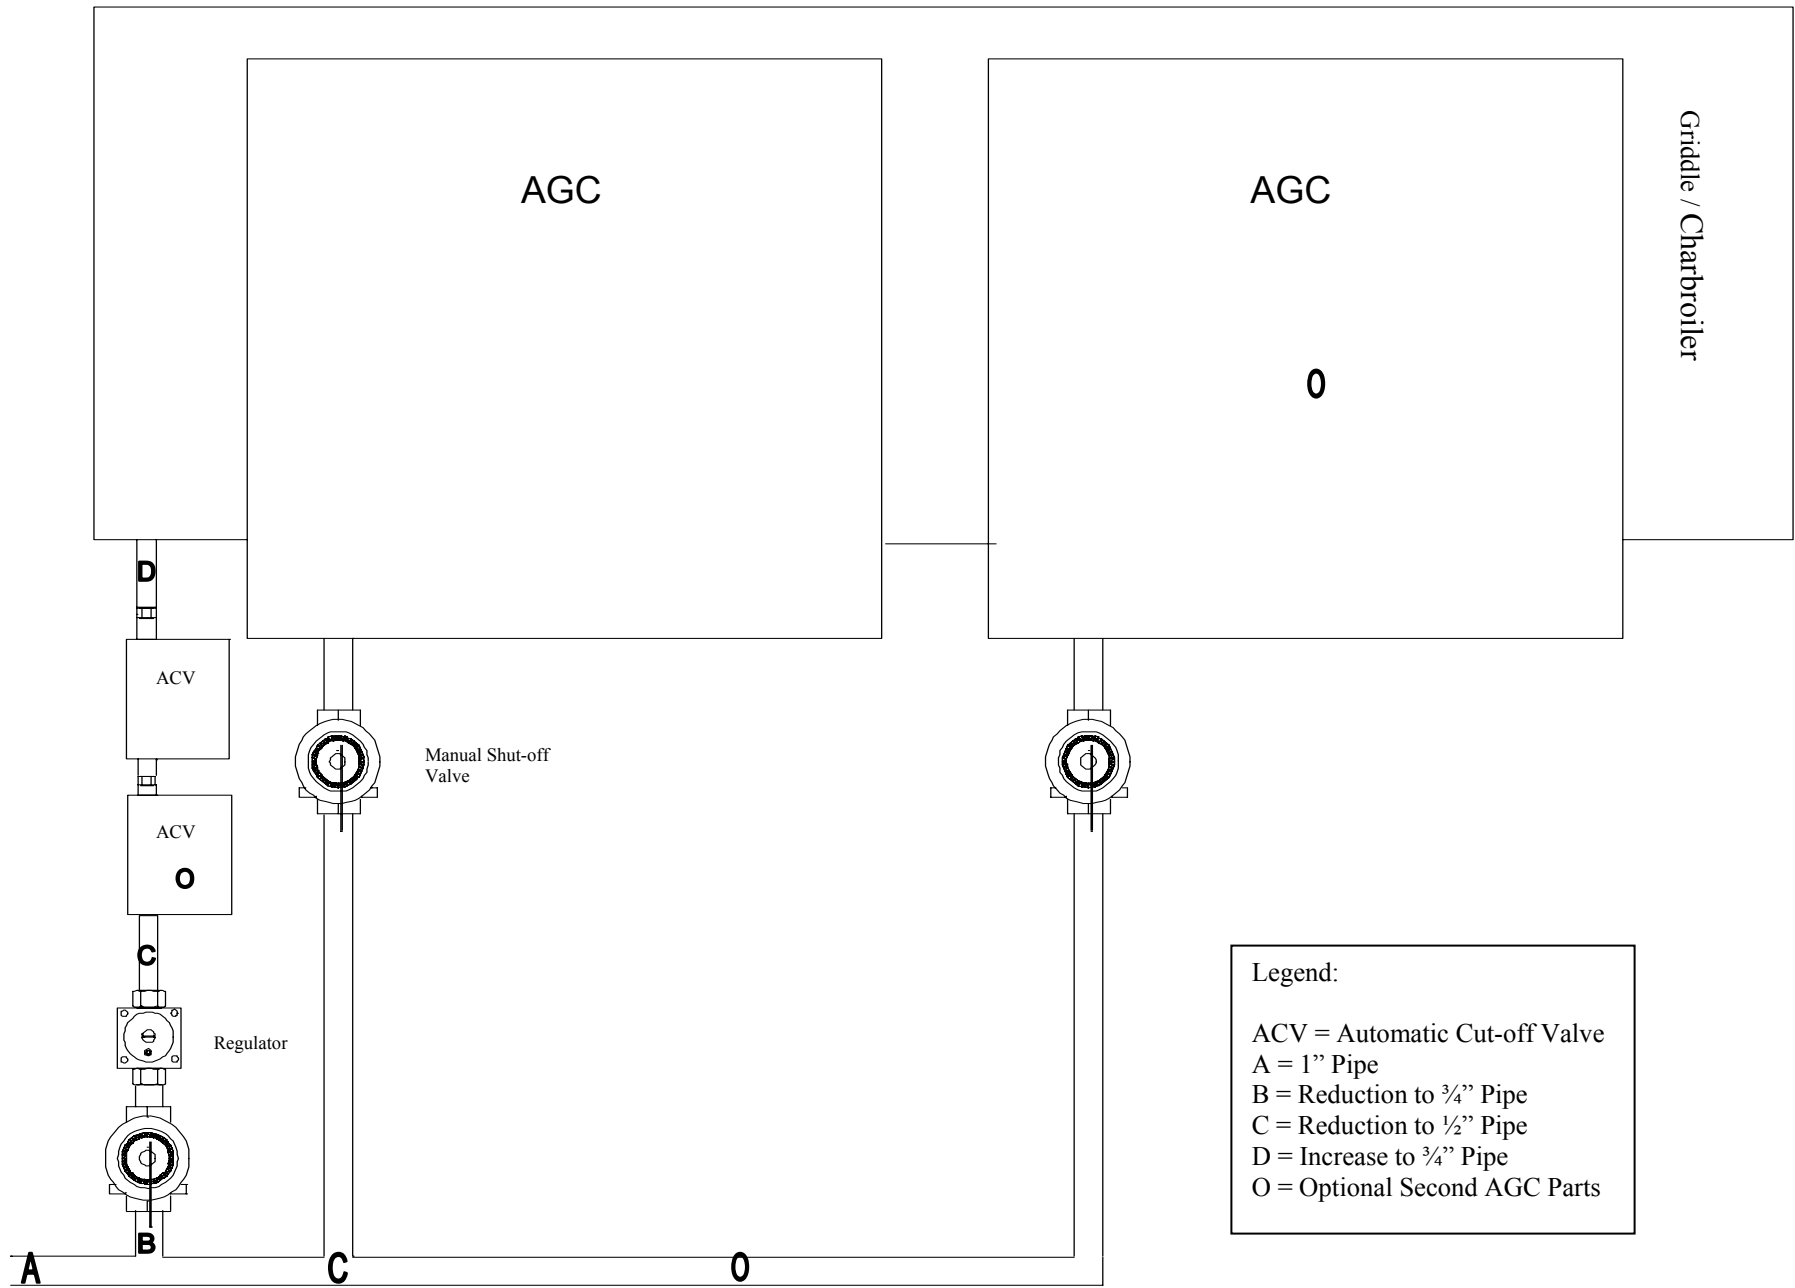 AGC
AGC
Griddle / Charbroiler
O
D
ACV
Manual Shut-off
Valve
ACV
O
C
Regulator
Legend:
ACV = Automatic Cut-off Valve
A = 1” Pipe
B = Reduction to ¾” Pipe
C = Reduction to ½” Pipe
D = Increase to ¾” Pipe
O = Optional Second AGC Parts
B
A
C
O